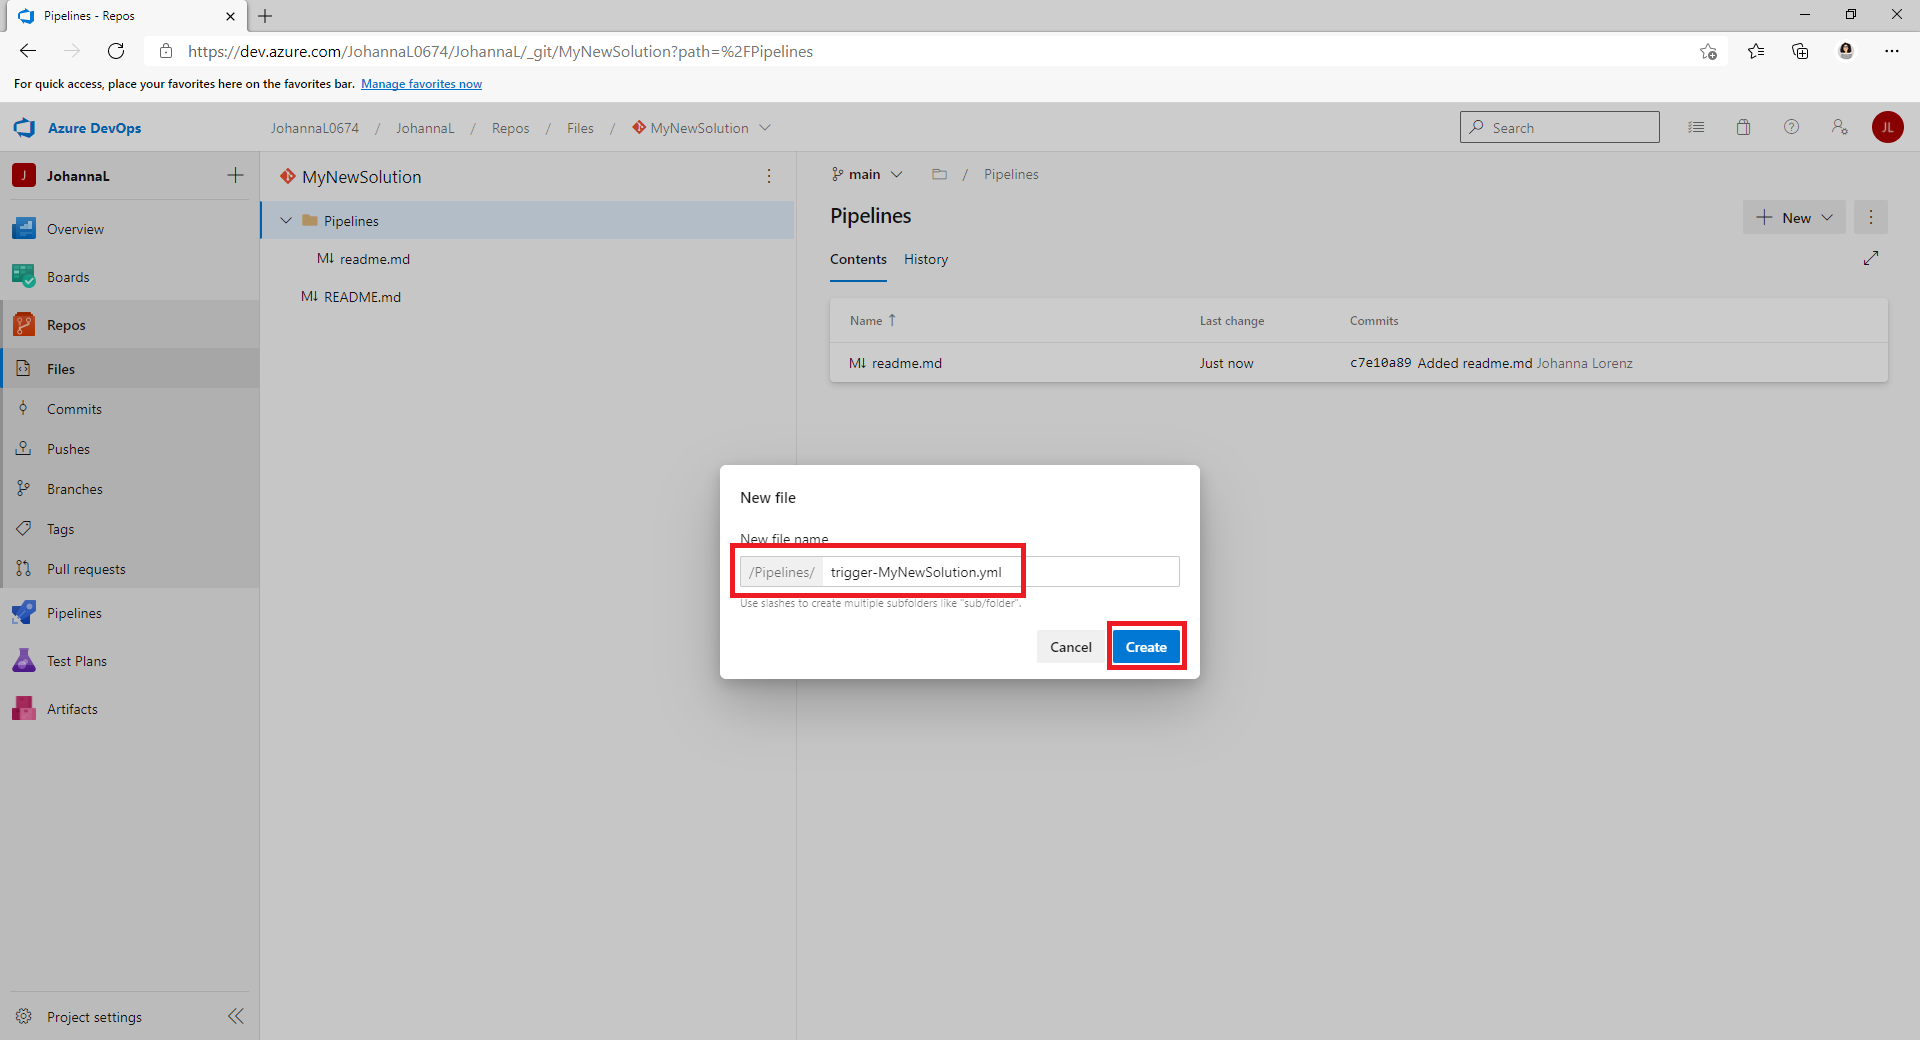 Pipelines - Repos
https://dev.azure.com/JohannaL0674/JohannaL/_git/MyNewSolution?path=%2FPipelines
For quick access, place your favorites here on the favorites bar. Manage favorites now
Azure DevOps
JohannaL0674 / JohannaL / Repos / Files / MyNewSolution
Search
JL
J JohannaL
Overview
Boards
Repos
Files
Commits
Pushes
Branches
Tags
Pull requests
Pipelines
Test Plans
Artifacts
Project settings
MyNewSolution
Pipelines
M↓ readme.md
M↓ README.md
main / Pipelines
Pipelines
New
Contents History
Name ↑ Last change Commits
M↓ readme.md Just now c7e10a89 Added readme.md Johanna Lorenz
New file
New file name
/Pipelines/ trigger-MyNewSolution.yml
Use slashes to create multiple subfolders like "sub/folder".
Cancel Create